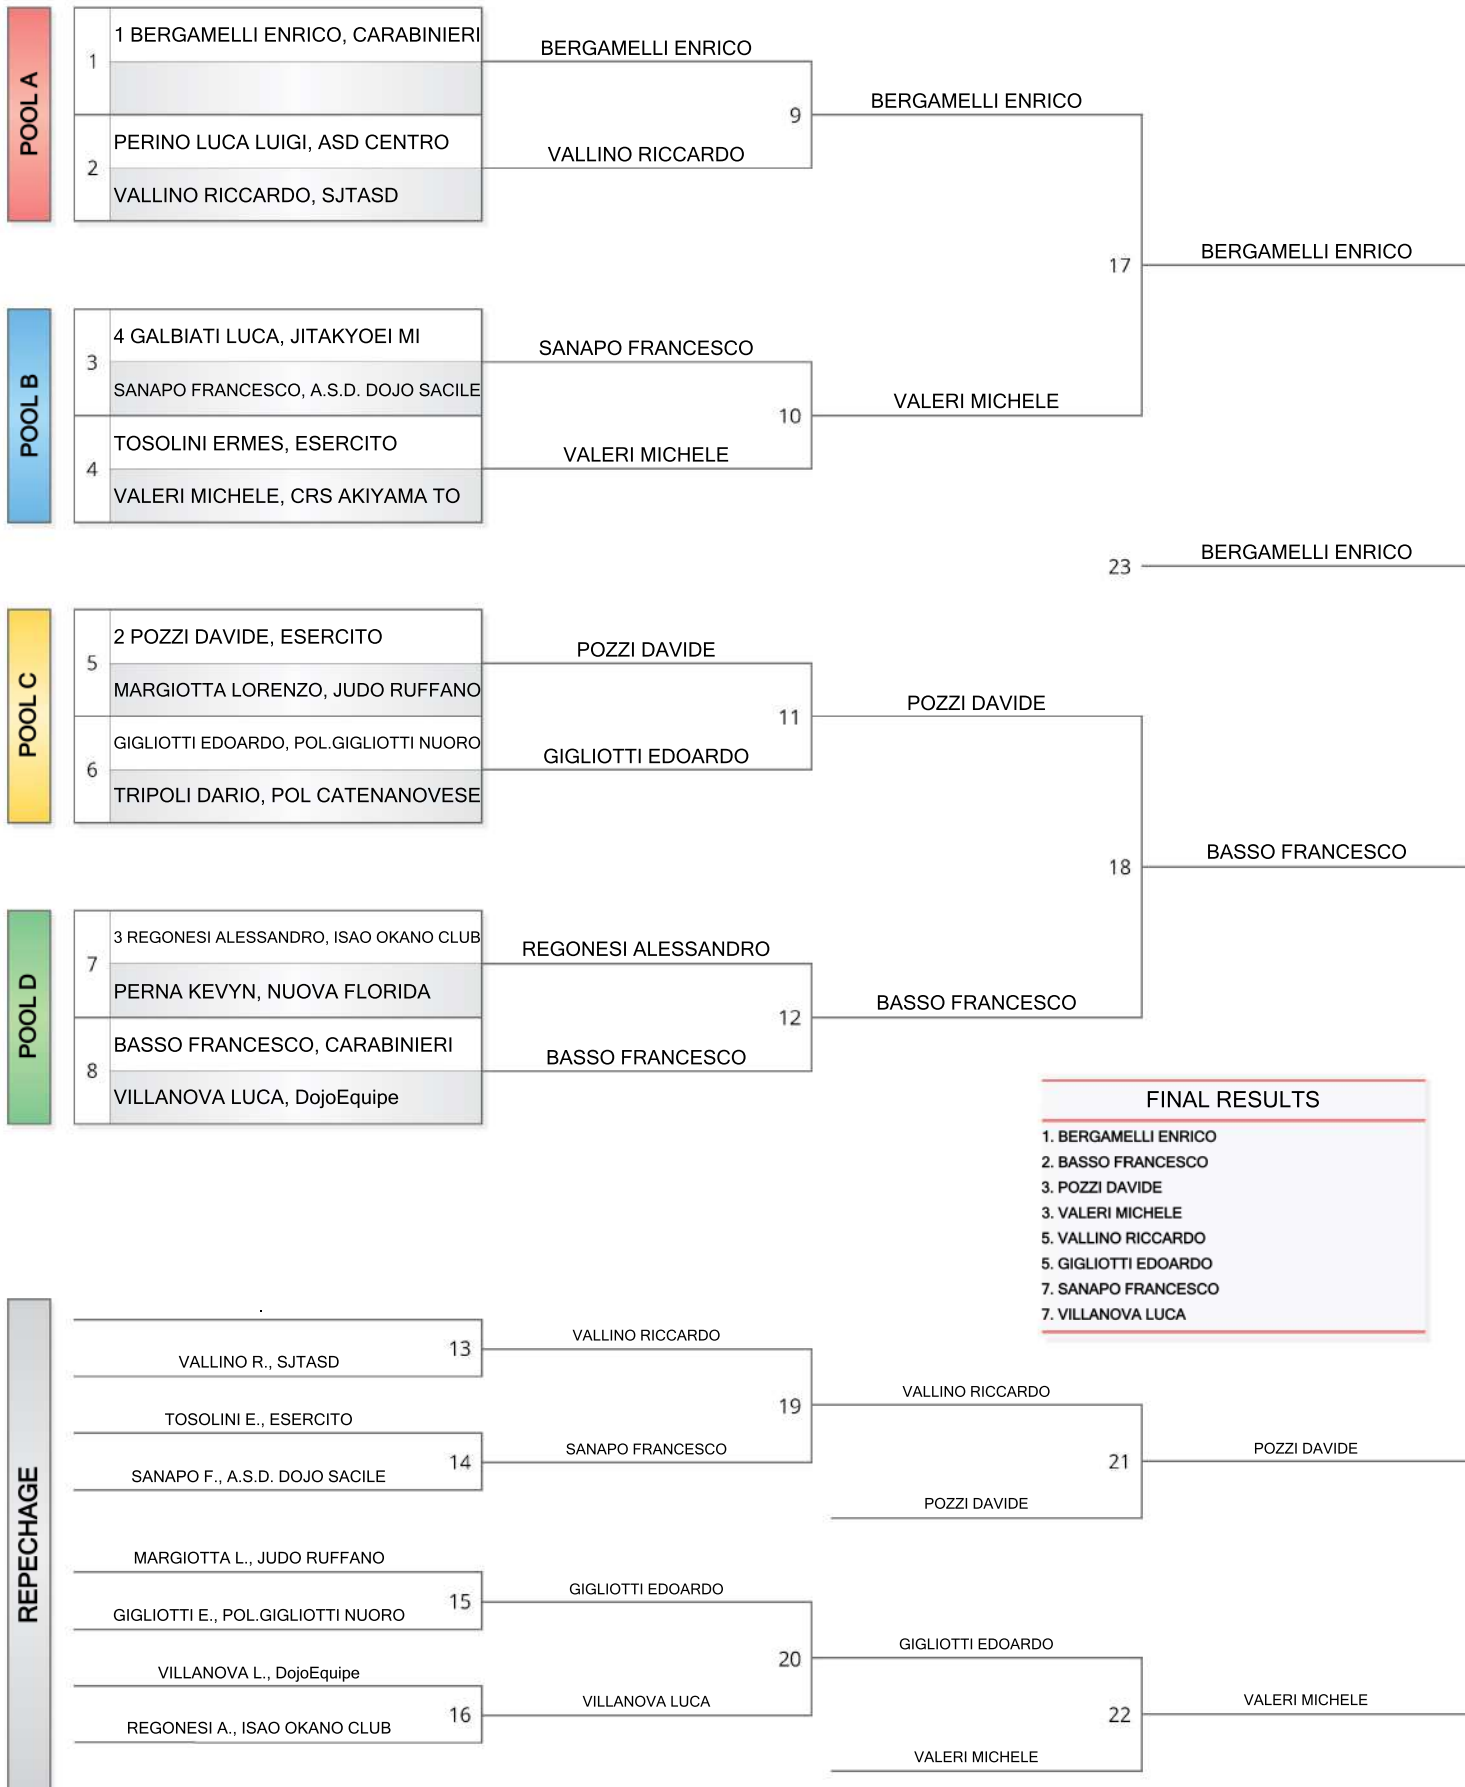 POOL A
1
1 BERGAMELLI ENRICO, CARABINIERI
2
PERINO LUCA LUIGI, ASD CENTRO
VALLINO RICCARDO, SJTASD
BERGAMELLI ENRICO
VALLINO RICCARDO
9
BERGAMELLI ENRICO
POOL B
3
4 GALBIATI LUCA, JITAKYOEI MI
SANAPO FRANCESCO, A.S.D. DOJO SACILE
4
TOSOLINI ERMES, ESERCITO
VALERI MICHELE, CRS AKIYAMA TO
SANAPO FRANCESCO
VALERI MICHELE
10
VALERI MICHELE
17
BERGAMELLI ENRICO
23
BERGAMELLI ENRICO
POOL C
5
2 POZZI DAVIDE, ESERCITO
MARGIOTTA LORENZO, JUDO RUFFANO
6
GIGLIOTTI EDOARDO, POL.GIGLIOTTI NUORO
TRIPOLI DARIO, POL CATENANOVESE
POZZI DAVIDE
GIGLIOTTI EDOARDO
11
POZZI DAVIDE
POOL D
7
3 REGONESI ALESSANDRO, ISAO OKANO CLUB
PERNA KEVYN, NUOVA FLORIDA
8
BASSO FRANCESCO, CARABINIERI
VILLANOVA LUCA, DojoEquipe
REGONESI ALESSANDRO
BASSO FRANCESCO
12
BASSO FRANCESCO
18
BASSO FRANCESCO
FINAL RESULTS
1. BERGAMELLI ENRICO
2. BASSO FRANCESCO
3. POZZI DAVIDE
3. VALERI MICHELE
5. VALLINO RICCARDO
5. GIGLIOTTI EDOARDO
7. SANAPO FRANCESCO
7. VILLANOVA LUCA
REPECHAGE
.
VALLINO R., SJTASD
13
TOSOLINI E., ESERCITO
SANAPO F., A.S.D. DOJO SACILE
14
VALLINO RICCARDO
SANAPO FRANCESCO
19
VALLINO RICCARDO
POZZI DAVIDE
21
POZZI DAVIDE
MARGIOTTA L., JUDO RUFFANO
GIGLIOTTI E., POL.GIGLIOTTI NUORO
15
VILLANOVA L., DojoEquipe
REGONESI A., ISAO OKANO CLUB
16
GIGLIOTTI EDOARDO
VILLANOVA LUCA
20
GIGLIOTTI EDOARDO
VALERI MICHELE
22
VALERI MICHELE